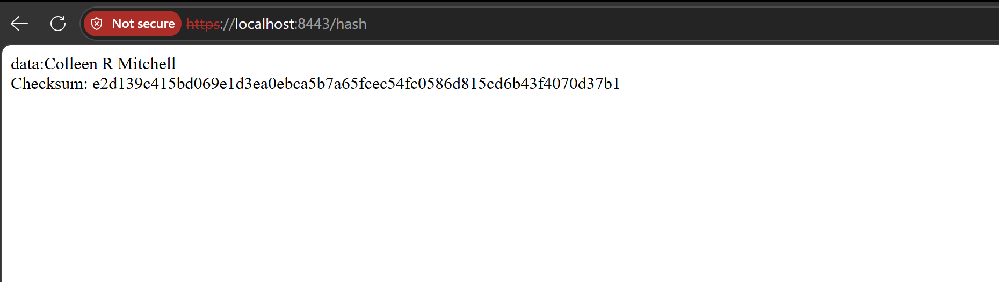 Not secure https://localhost:8443/hash
data:Colleen R Mitchell
Checksum: e2d139c415bd069e1d3ea0ebca5b7a65fcec54fc0586d815cd6b43f4070d37b1